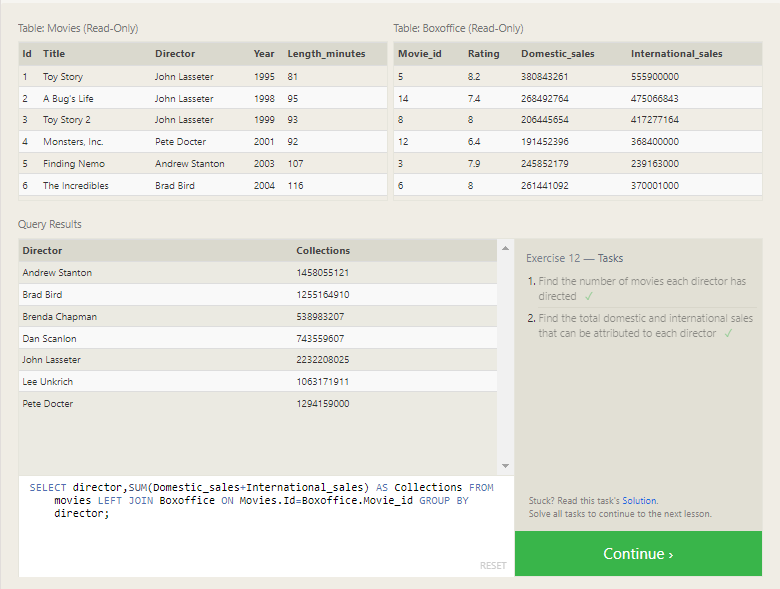 Table: Movies (Read-Only)
Id Title Director Year Length_minutes
1 Toy Story John Lasseter 1995 81
2 A Bug's Life John Lasseter 1998 95
3 Toy Story 2 John Lasseter 1999 93
4 Monsters, Inc. Pete Docter 2001 92
5 Finding Nemo Andrew Stanton 2003 107
6 The Incredibles Brad Bird 2004 116
Table: Boxoffice (Read-Only)
Movie_id Rating Domestic_sales International_sales
5 8.2 380843261 555900000
14 7.4 268492764 475066843
8 8 206445654 417277164
12 6.4 191452396 368400000
3 7.9 245852179 239163000
6 8 261441092 370001000
Query Results
Director Collections
Andrew Stanton 1458055121
Brad Bird 1255164910
Brenda Chapman 538983207
Dan Scanlon 743559607
John Lasseter 2232208025
Lee Unkrich 1063171911
Pete Docter 1294159000
SELECT director,SUM(Domestic_sales+International_sales) AS Collections FROM
movies LEFT JOIN Boxoffice ON Movies.Id=Boxoffice.Movie_id GROUP BY
director;
RESET
Exercise 12 — Tasks
1. Find the number of movies each director has
directed ✓
2. Find the total domestic and international sales
that can be attributed to each director ✓
Stuck? Read this task's Solution.
Solve all tasks to continue to the next lesson.
Continue ›